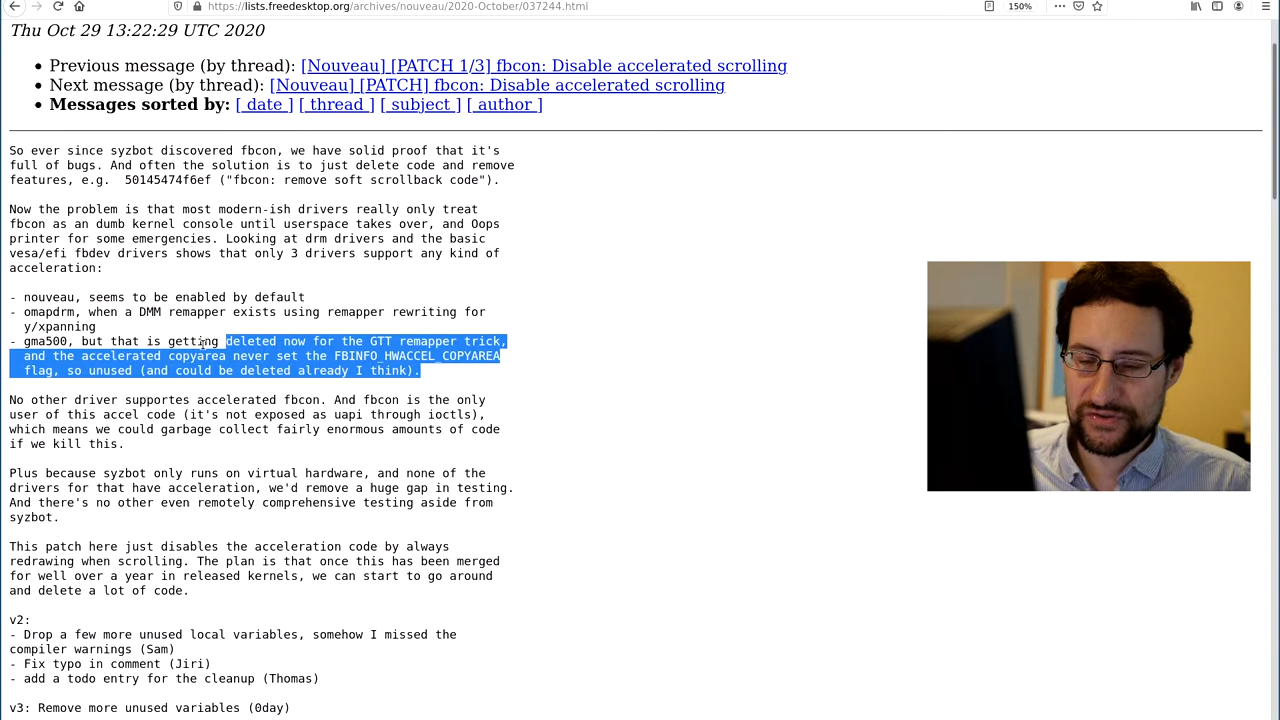 https://lists.freedesktop.org/archives/nouveau/2020-October/037244.html
150%
Thu Oct 29 13:22:29 UTC 2020
Previous message (by thread): [Nouveau] [PATCH 1/3] fbcon: Disable accelerated scrolling
Next message (by thread): [Nouveau] [PATCH] fbcon: Disable accelerated scrolling
Messages sorted by: [ date ] [ thread ] [ subject ] [ author ]
So ever since syzbot discovered fbcon, we have solid proof that it's
full of bugs. And often the solution is to just delete code and remove
features, e.g.  50145474f6ef ("fbcon: remove soft scrollback code").
Now the problem is that most modern-ish drivers really only treat
fbcon as an dumb kernel console until userspace takes over, and Oops
printer for some emergencies. Looking at drm drivers and the basic
vesa/efi fbdev drivers shows that only 3 drivers support any kind of
acceleration:
- nouveau, seems to be enabled by default
- omapdrm, when a DMM remapper exists using remapper rewriting for
y/xpanning
- gma500, but that is getting deleted now for the GTT remapper trick,
and the accelerated copyarea never set the FBINFO_HWACCEL_COPYAREA
flag, so unused (and could be deleted already I think).
No other driver supportes accelerated fbcon. And fbcon is the only
user of this accel code (it's not exposed as uapi through ioctls),
which means we could garbage collect fairly enormous amounts of code
if we kill this.
Plus because syzbot only runs on virtual hardware, and none of the
drivers for that have acceleration, we'd remove a huge gap in testing.
And there's no other even remotely comprehensive testing aside from
syzbot.
This patch here just disables the acceleration code by always
redrawing when scrolling. The plan is that once this has been merged
for well over a year in released kernels, we can start to go around
and delete a lot of code.
v2:
- Drop a few more unused local variables, somehow I missed the
compiler warnings (Sam)
- Fix typo in comment (Jiri)
- add a todo entry for the cleanup (Thomas)
v3: Remove more unused variables (0day)